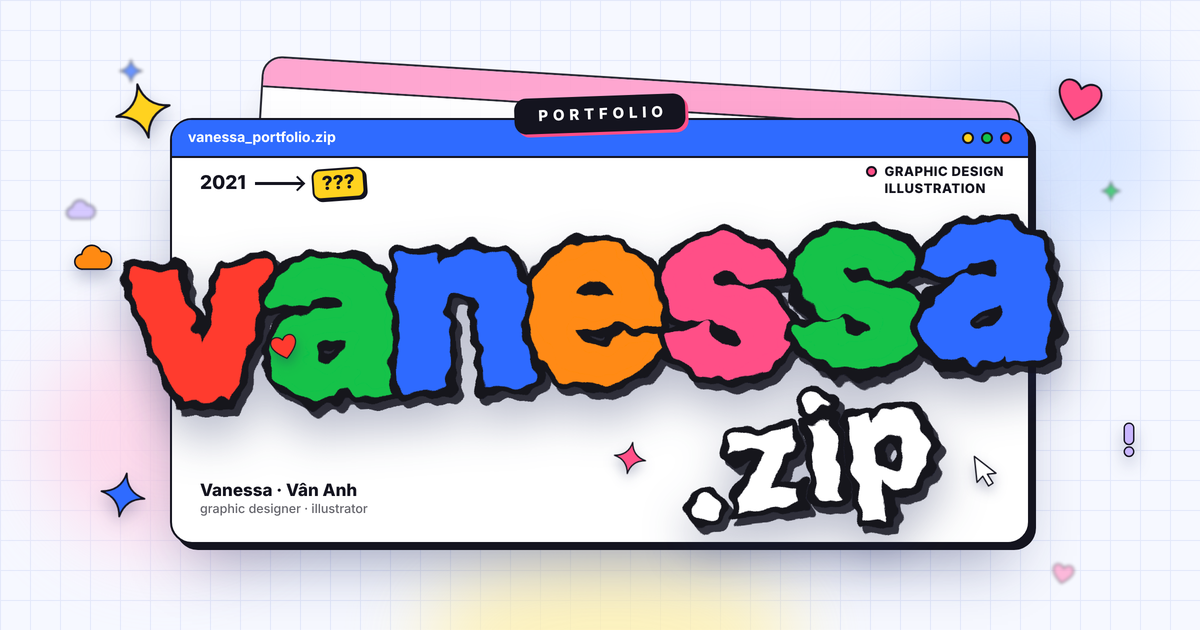 PORTFOLIO
vanessa_portfolio.zip
2021 → ???
GRAPHIC DESIGN
ILLUSTRATION
vanessa
.zip
Vanessa · Vân Anh
graphic designer · illustrator